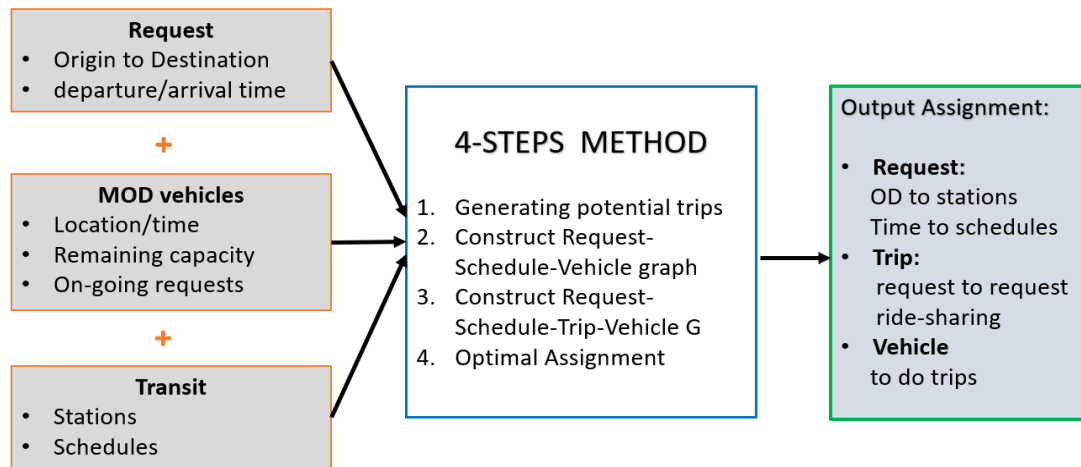 Request
• Origin to Destination
• departure/arrival time
+
MOD vehicles
• Location/time
• Remaining capacity
• On-going requests
+
Transit
• Stations
• Schedules
4-STEPS METHOD
1. Generating potential trips
2. Construct Request-
Schedule-Vehicle graph
3. Construct Request-
Schedule-Trip-Vehicle G
4. Optimal Assignment
Output Assignment:
• Request:
OD to stations
Time to schedules
• Trip:
request to request
ride-sharing
• Vehicle
to do trips